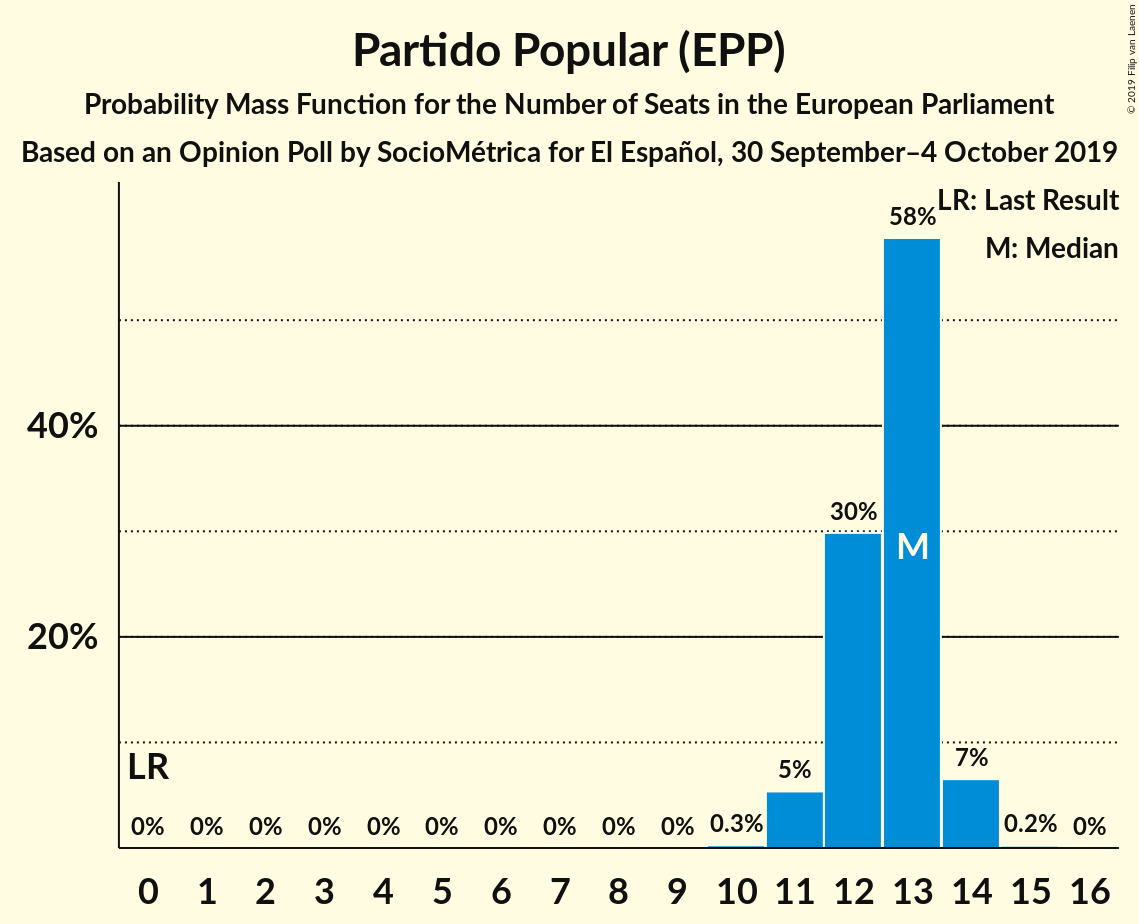 Partido Popular (EPP)
Probability Mass Function for the Number of Seats in the European Parliament
Based on an Opinion Poll by SocioMétrica for El Español, 30 September–4 October 2019
© 2019 Filip van Laenen
LR: Last Result
M: Median
58%
40%
30%
M
20%
LR
5%
7%
0% 0% 0% 0% 0% 0% 0% 0% 0% 0% 0.3% 0.2% 0%
0 1 2 3 4 5 6 7 8 9 10 11 12 13 14 15 16